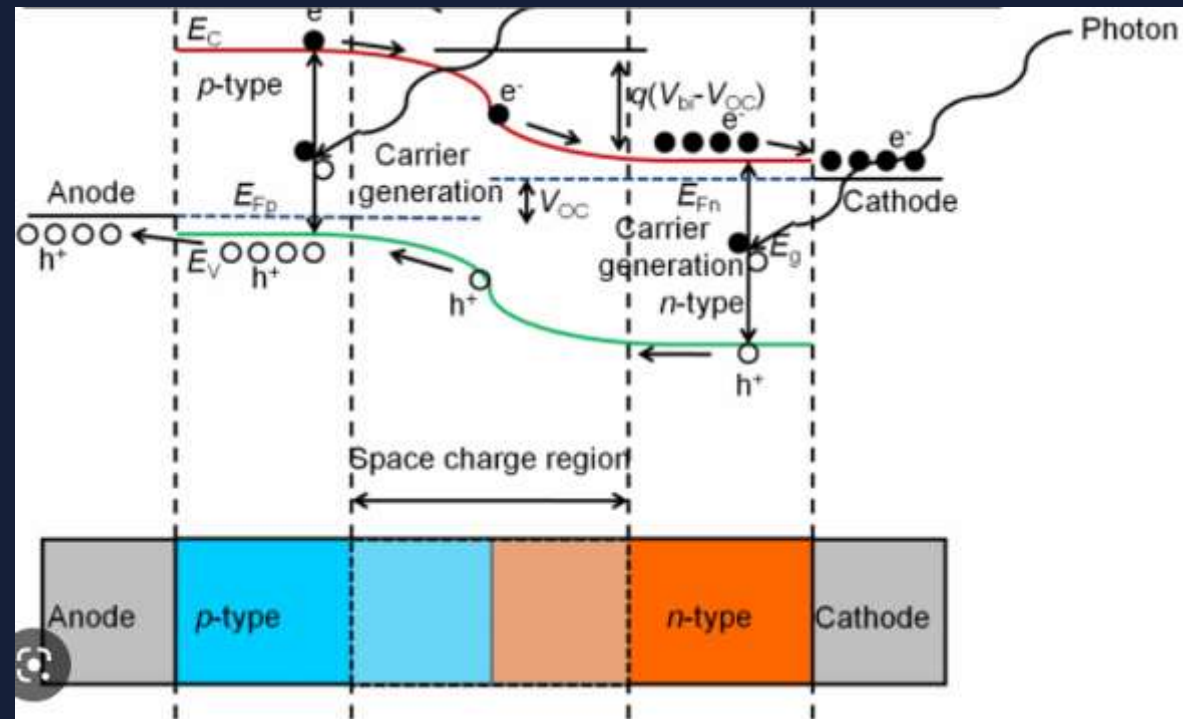 e
E_C
Photon
p-type
e⁻
q(V_bi-V_OC)
e⁻
e⁻
Carrier
generation
Anode
E_Fp
V_OC
E_Fn
Cathode
Carrier
generation
E_g
h⁺
E_V
h⁺
h⁺
n-type
h⁺
Space charge region
Anode
p-type
n-type
Cathode